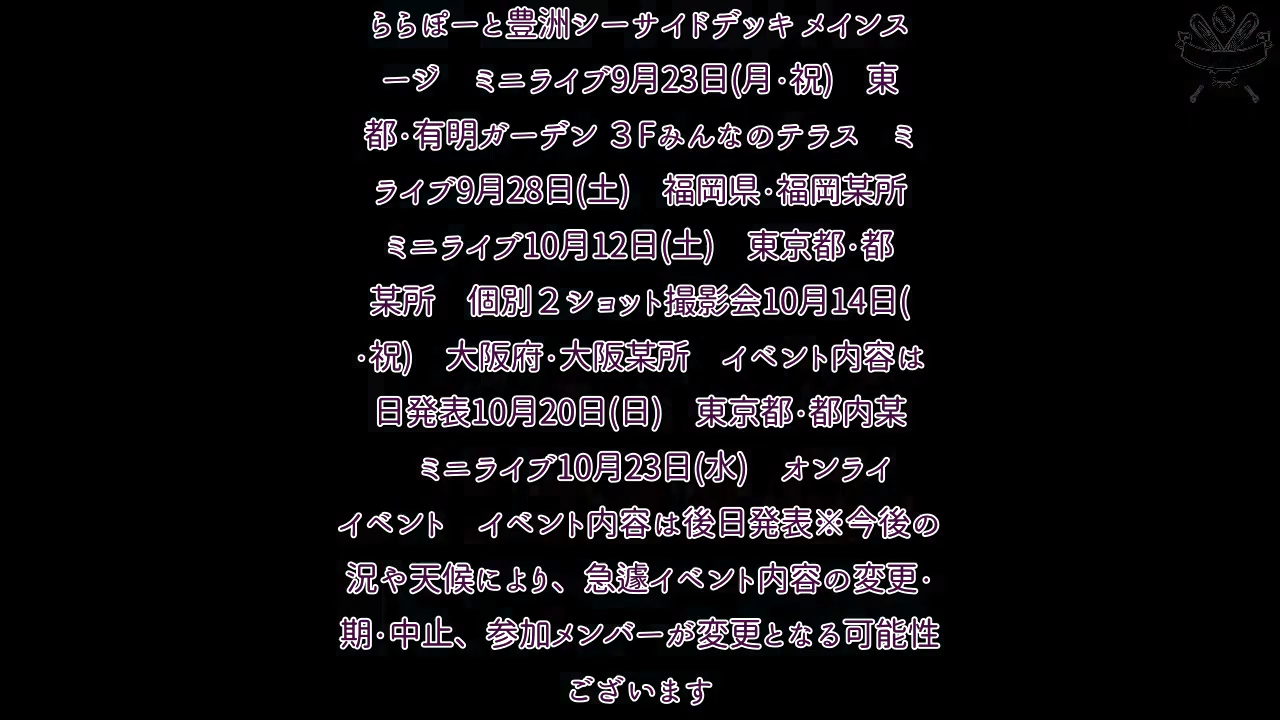 ららぽーと豊洲シーサイドデッキ メインス
ージ　ミニライブ9月23日(月·祝)　東
都·有明ガーデン ３Fみんなのテラス　ミ
ライブ9月28日(土)　福岡県·福岡某所
ミニライブ10月12日(土)　東京都·都
某所　個別２ショット撮影会10月14日(
·祝)　大阪府·大阪某所　イベント内容は
日発表10月20日(日)　東京都·都内某
ミニライブ10月23日(水)　オンライ
イベント　イベント内容は後日発表※今後の
況や天候により、急遽イベント内容の変更·
期·中止、参加メンバーが変更となる可能性
ございます